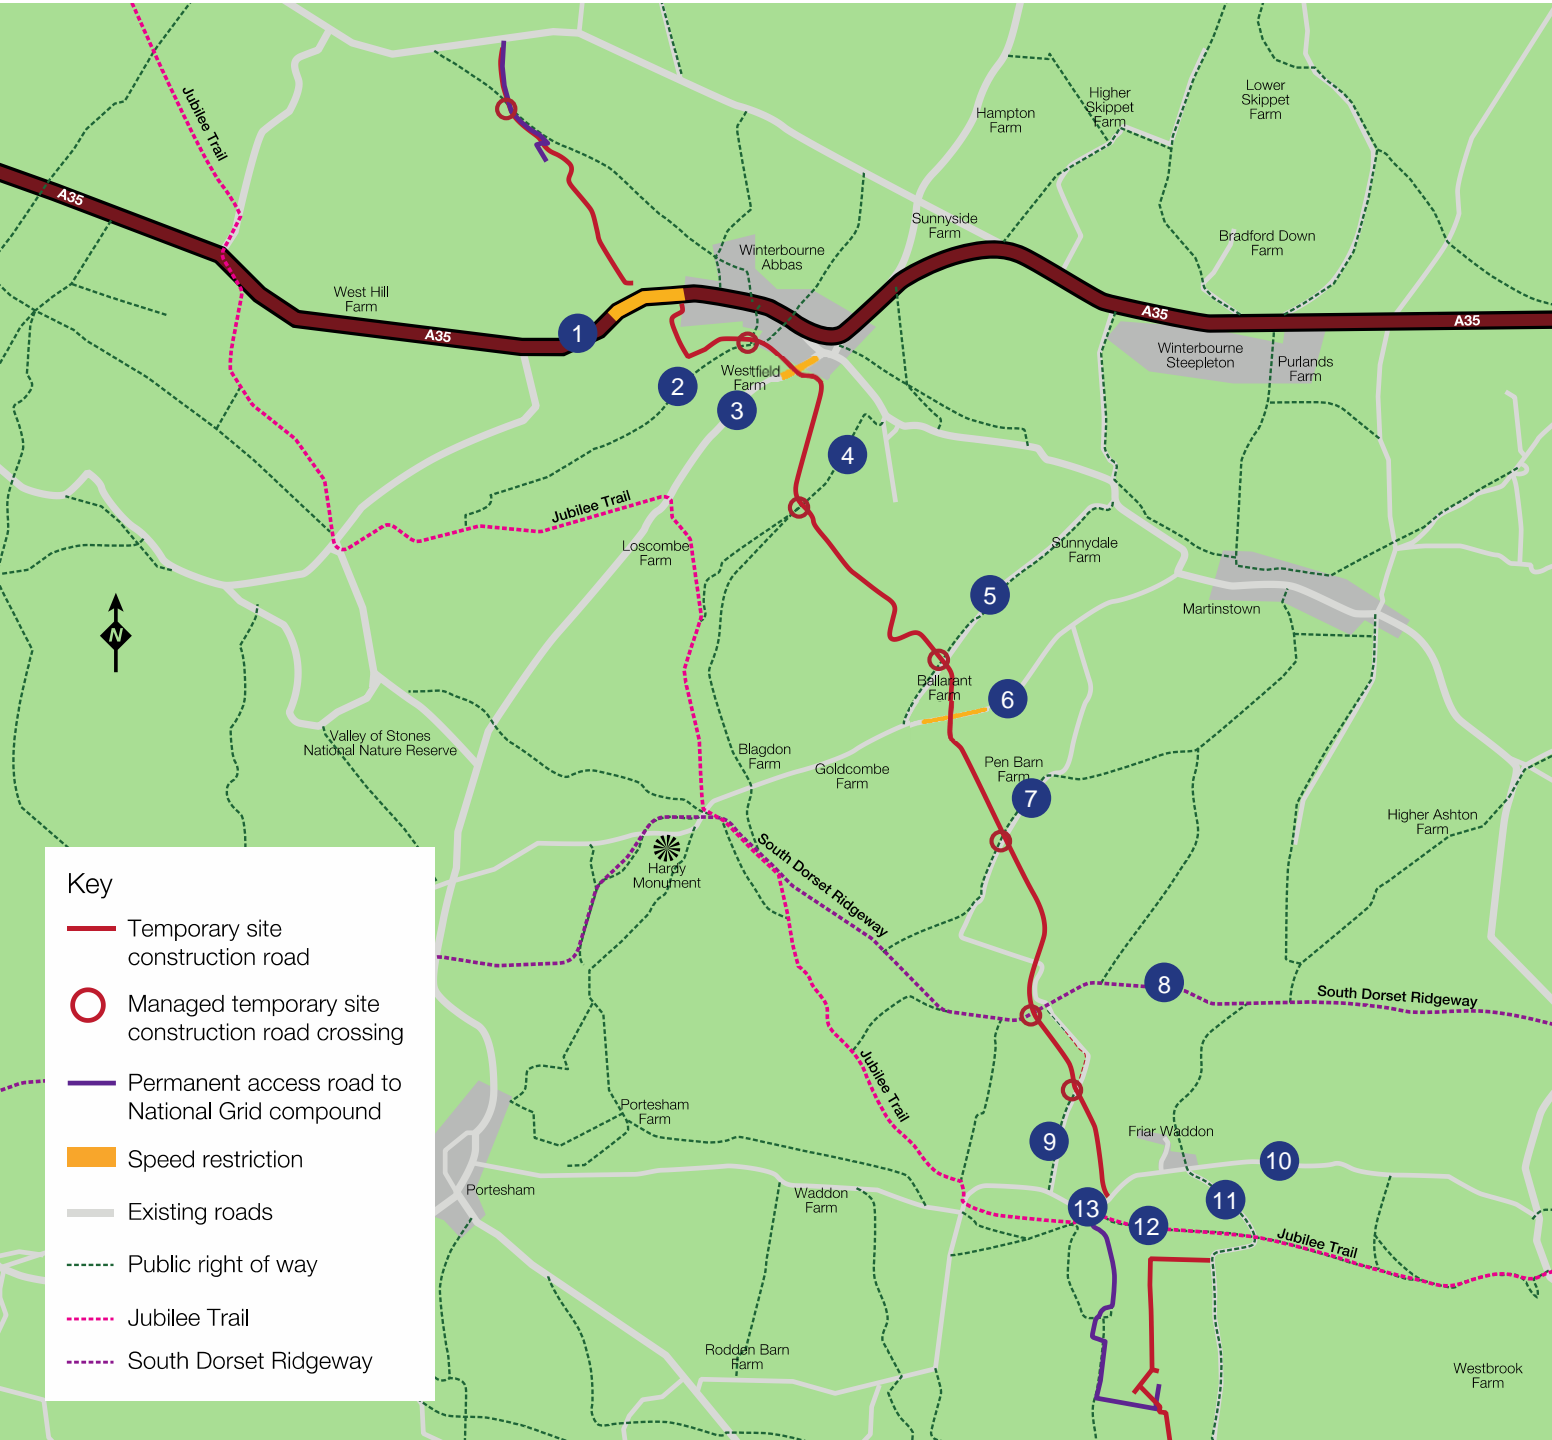 Jubilee Trail
Hampton
Farm
Higher
Skippet
Farm
Lower
Skippet
Farm
A35
Sunnyside
Farm
Bradford Down
Farm
Winterbourne
Abbas
West Hill
Farm
A35
1
A35
A35
Winterbourne
Steepleton
Purlands
Farm
Westfield
Farm
2
3
4
Jubilee Trail
Loscombe
Farm
Sunnydale
Farm
5
Martinstown
N
Ballarant
Farm
6
Valley of Stones
National Nature Reserve
Blagdon
Farm
Goldcombe
Farm
Pen Barn
Farm
7
Higher Ashton
Farm
Hardy
Monument
South Dorset Ridgeway
8
South Dorset Ridgeway
Jubilee Trail
Portesham
Farm
9
Friar Waddon
10
Portesham
Waddon
Farm
11
13
12
Jubilee Trail
Rodden Barn
Farm
Westbrook
Farm
Key
Temporary site
construction road
Managed temporary site
construction road crossing
Permanent access road to
National Grid compound
Speed restriction
Existing roads
Public right of way
Jubilee Trail
South Dorset Ridgeway